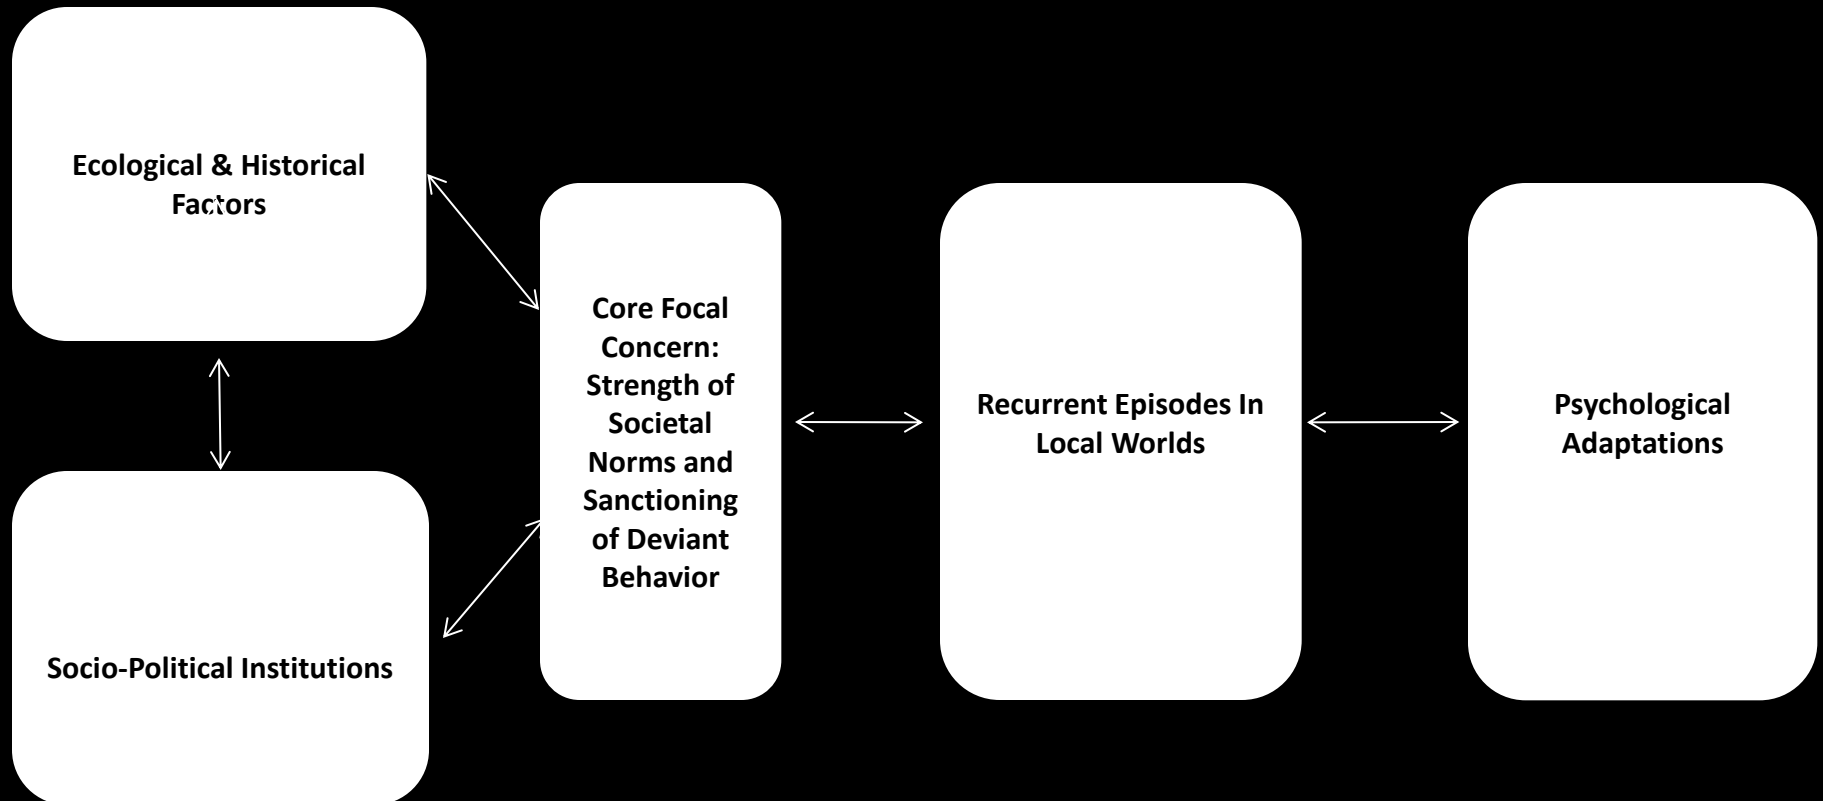 Ecological & Historical
Factors
Core Focal
Concern:
Strength of
Societal
Norms and
Sanctioning
of Deviant
Behavior
Recurrent Episodes In
Local Worlds
Psychological
Adaptations
Socio-Political Institutions